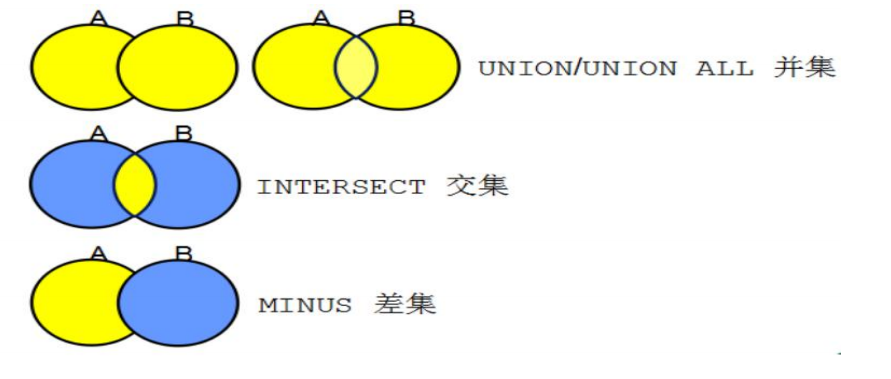 A B A B
UNION/UNION ALL 并集
A B
INTERSECT 交集
A B
MINUS 差集